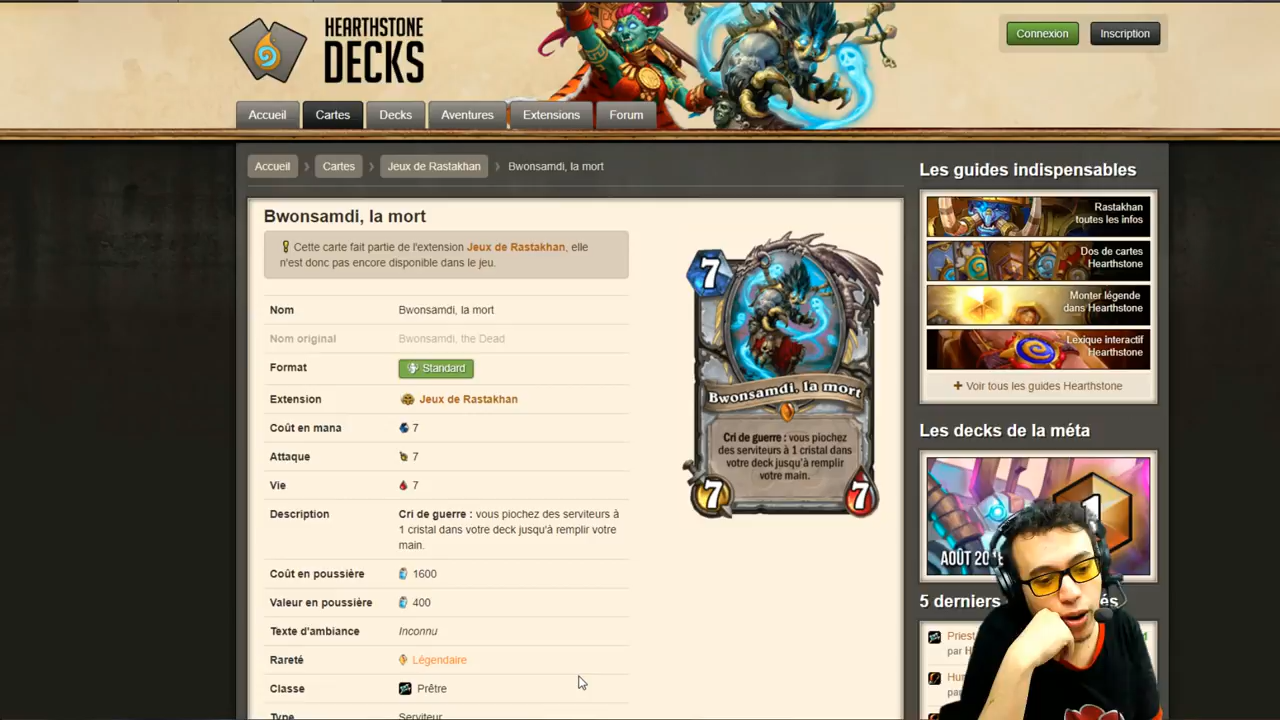 HEARTHSTONE
DECKS
Connexion
Inscription
Accueil
Cartes
Decks
Aventures
Extensions
Forum
Accueil
Cartes
Jeux de Rastakhan
Bwonsamdi, la mort
Bwonsamdi, la mort
Cette carte fait partie de l'extension Jeux de Rastakhan, elle
n'est donc pas encore disponible dans le jeu.
Nom Bwonsamdi, la mort
Nom original Bwonsamdi, the Dead
Format Standard
Extension Jeux de Rastakhan
Coût en mana 7
Attaque 7
Vie 7
Description Cri de guerre : vous piochez des serviteurs à
1 cristal dans votre deck jusqu'à remplir votre
main.
Coût en poussière 1600
Valeur en poussière 400
Texte d'ambiance Inconnu
Rareté Légendaire
Classe Prêtre
Type Serviteur
7
Bwonsamdi, la mort
Cri de guerre : vous piochez
des serviteurs à 1 cristal dans
votre deck jusqu'à remplir
votre main.
7
7
Les guides indispensables
Rastakhan
toutes les infos
Dos de cartes
Hearthstone
Monter légende
dans Hearthstone
Lexique interactif
Hearthstone
+ Voir tous les guides Hearthstone
Les decks de la méta
1
AOÛT
5 derniers
Priest
par